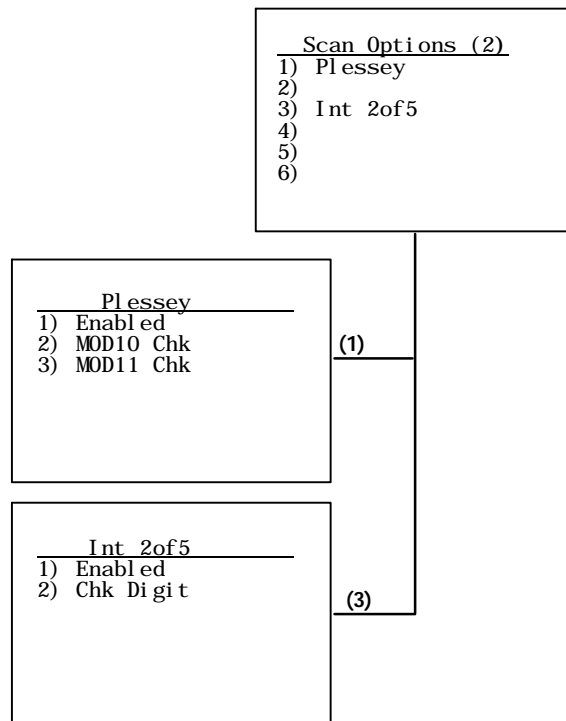 Scan Options (2)
1) Plessey
2)
3) Int 2of5
4)
5)
6)
Plessey
1) Enabled
2) MOD10 Chk
3) MOD11 Chk
(1)
Int 2of5
1) Enabled
2) Chk Digit
(3)